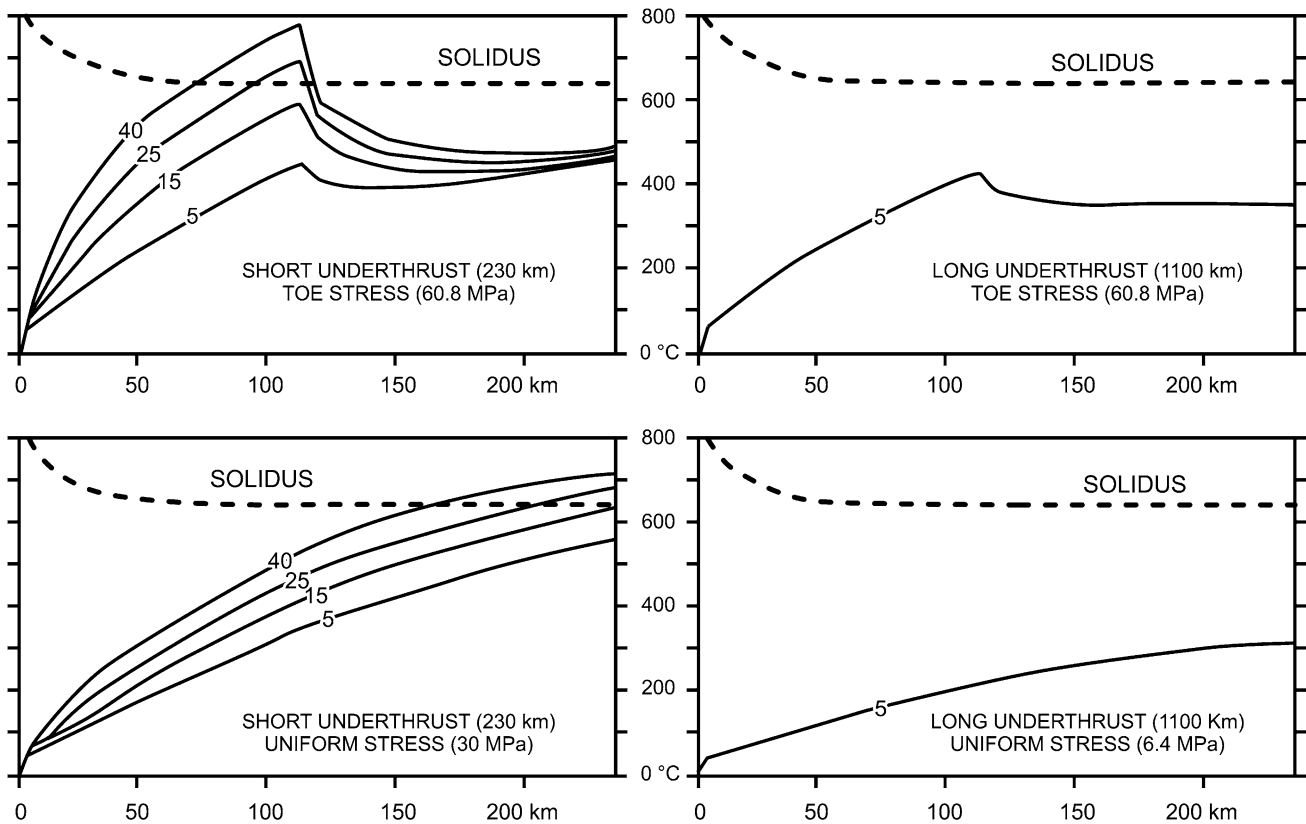 800
SOLIDUS
SOLIDUS
600
40
25
15
400
5
5
SHORT UNDERTHRUST (230 km)
TOE STRESS (60.8 MPa)
200
LONG UNDERTHRUST (1100 km)
TOE STRESS (60.8 MPa)
0 °C
0 50 100 150 200 km
0 50 100 150 200 km
800
SOLIDUS
SOLIDUS
600
40
25
15
5
400
200
5
SHORT UNDERTHRUST (230 km)
UNIFORM STRESS (30 MPa)
LONG UNDERTHRUST (1100 Km)
UNIFORM STRESS (6.4 MPa)
0 °C
0 50 100 150 200 km
0 50 100 150 200 km